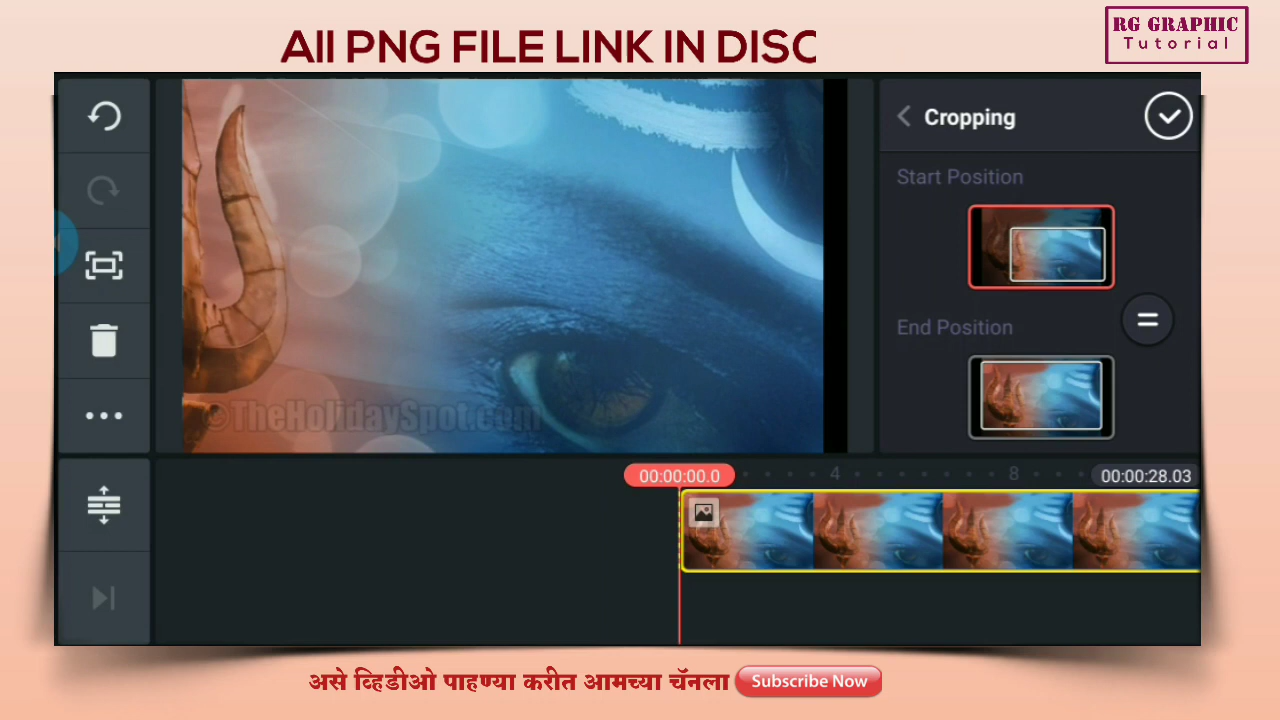 All PNG FILE LINK IN DISC
RG GRAPHIC
Tutorial
Cropping
Start Position
End Position
©TheHolidaySpot.com
00:00:00.0
4
8
00:00:28.03
असे व्हिडीओ पाहण्या करीत आमच्या चॅनला
Subscribe Now